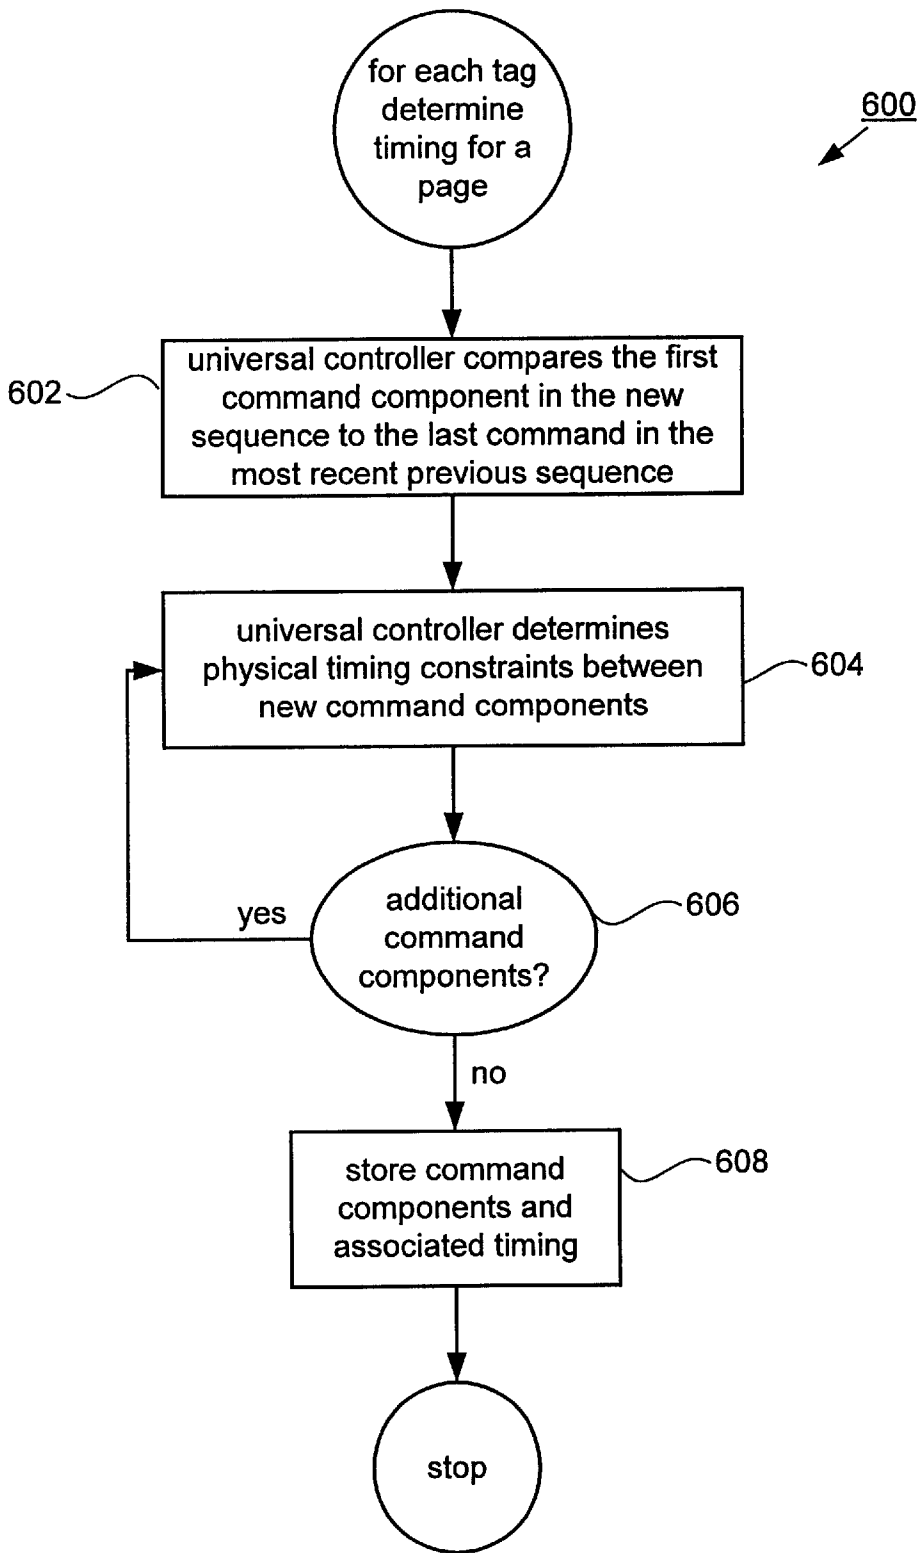 for each tag
determine
timing for a
page
600
universal controller compares the first
command component in the new
sequence to the last command in the
most recent previous sequence
602
universal controller determines
physical timing constraints between
new command components
604
additional
command
components?
606
yes
no
store command
components and
associated timing
608
stop